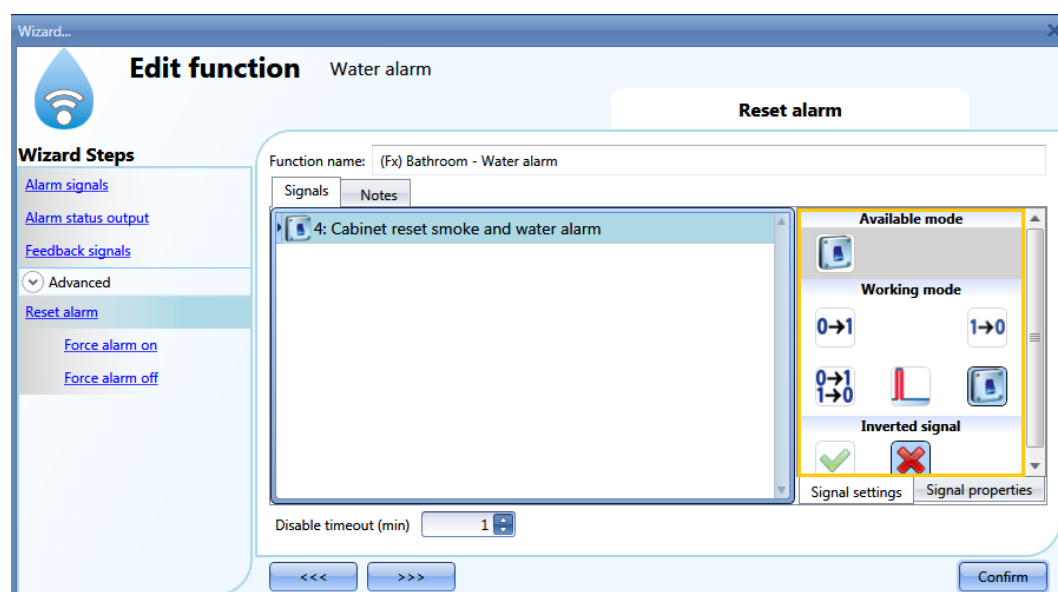 Wizard...
Edit function Water alarm
Reset alarm
Wizard Steps
Alarm signals
Alarm status output
Feedback signals
Advanced
Reset alarm
Force alarm on
Force alarm off
Function name: (Fx) Bathroom - Water alarm
Signals Notes
4: Cabinet reset smoke and water alarm
Available mode
Working mode
0→1 1→0
0→1
1→0
Inverted signal
Signal settings Signal properties
Disable timeout (min) 1
<<< >>> Confirm